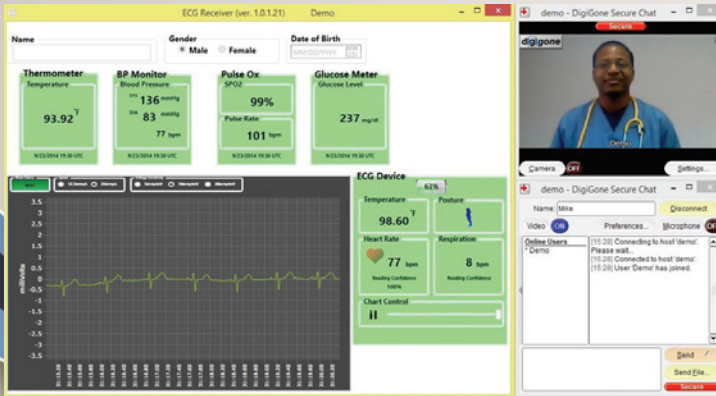 ECG Receiver (ver. 1.0.1.21) Demo
Name
Gender
Male Female
Date of Birth
MM/DD/YYYY
Thermometer
Temperature
93.92 °F
9/23/2014 19:30 UTC
BP Monitor
Blood Pressure
SYS 136 mmHg
DIA 83 mmHg
77 bpm
9/23/2014 19:30 UTC
Pulse Ox
SPO2
99%
Pulse Rate
101 bpm
9/23/2014 19:30 UTC
Glucose Meter
Glucose Level
237 mg/dl
9/23/2014 19:30 UTC
3.5
3
2.5
2
1.5
1
0.5
0
-0.5
-1
-1.5
-2
-2.5
-3
-3.5
millivolts
ECG Device
63%
Temperature
98.60 °F
Posture
Heart Rate
77 bpm
Reading Confidence
100%
Respiration
8 bpm
Reading Confidence
Chart Control
demo - DigiGone Secure Chat
Secure
digigone
Demo
Camera OFF Settings...
demo - DigiGone Secure Chat
Name: Mike Disconnect
Video ON Preferences... Microphone
Online Users
* Demo
[15:28] Connecting to host 'demo'.
Please wait...
[15:28] Connected to host 'demo'.
[15:28] User 'Demo' has joined.
Send
Send File...
Secure